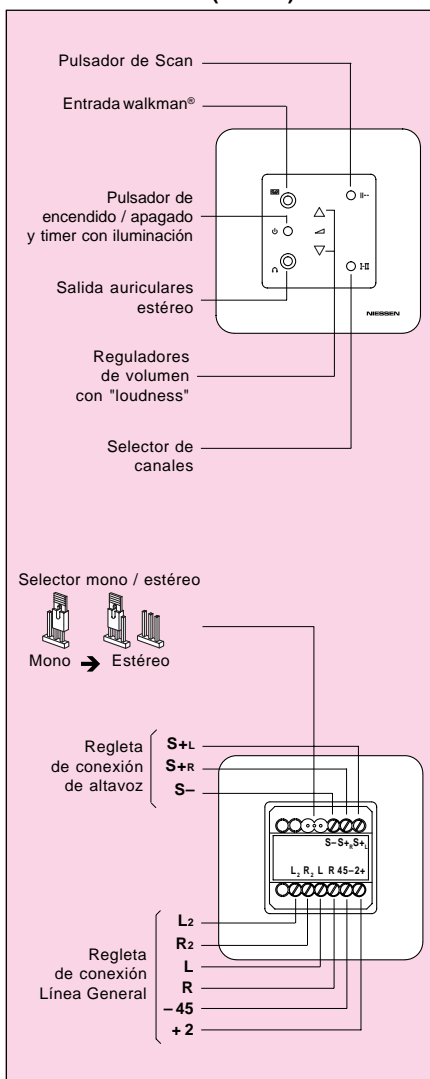 Pulsador de Scan
Entrada walkman®
Pulsador de
encendido / apagado
y timer con iluminación
Salida auriculares
estéreo
Reguladores
de volumen
con "loudness"
Selector de
canales
I-II
NIESSEN
Selector mono / estéreo
Mono ➔ Estéreo
Regleta
de conexión
de altavoz
S+L
S+R
S–
S–S+RS+L
L2 R2 L R 45–2+
Regleta
de conexión
Línea General
L2
R2
L
R
– 45
+ 2